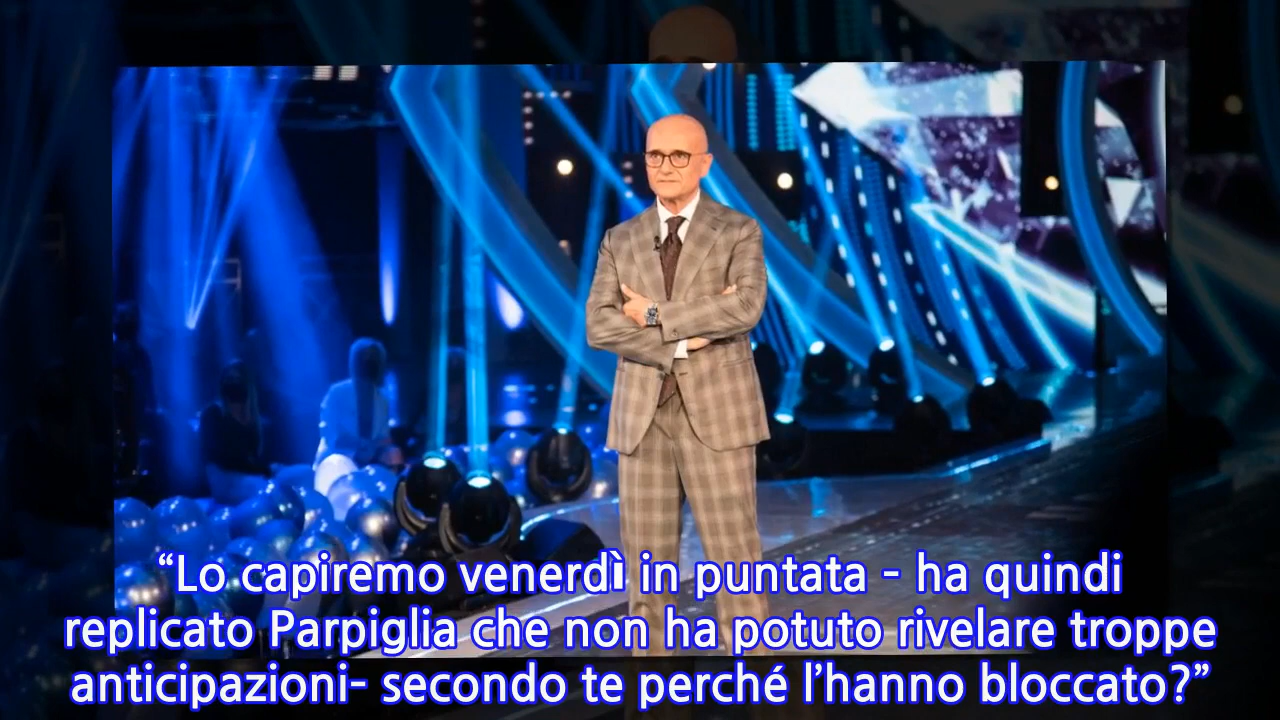 “Lo capiremo venerdì in puntata - ha quindi
replicato Parpiglia che non ha potuto rivelare troppe
anticipazioni- secondo te perché l’hanno bloccato?”